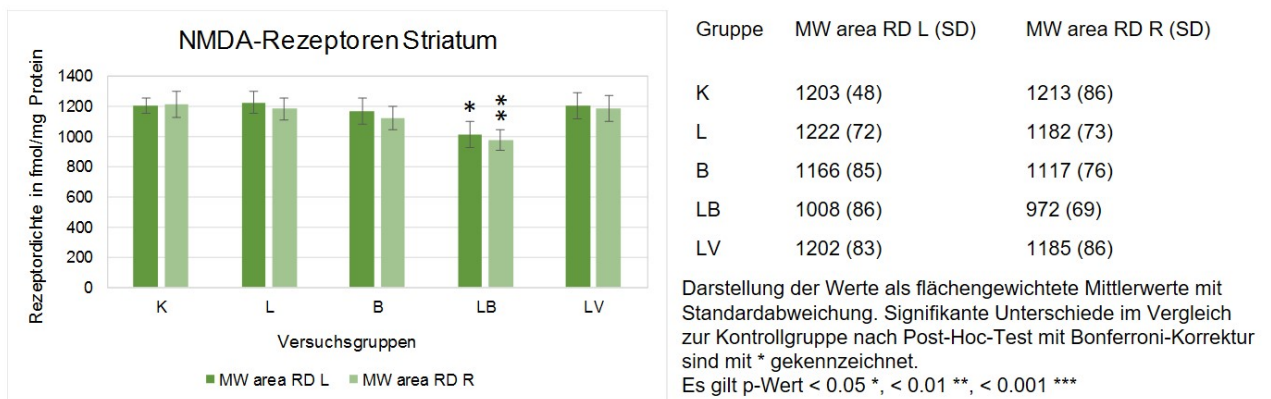 NMDA-Rezeptoren Striatum
Rezeptordichte in fmol/mg Protein
1400
1200
1000
800
600
400
200
0
* **
K L B LB LV
Versuchsgruppen
MW area RD L MW area RD R
Gruppe MW area RD L (SD) MW area RD R (SD)
K 1203 (48) 1213 (86)
L 1222 (72) 1182 (73)
B 1166 (85) 1117 (76)
LB 1008 (86) 972 (69)
LV 1202 (83) 1185 (86)
Darstellung der Werte als flächengewichtete Mittlerwerte mit
Standardabweichung. Signifikante Unterschiede im Vergleich
zur Kontrollgruppe nach Post-Hoc-Test mit Bonferroni-Korrektur
sind mit * gekennzeichnet.
Es gilt p-Wert < 0.05 *, < 0.01 **, < 0.001 ***